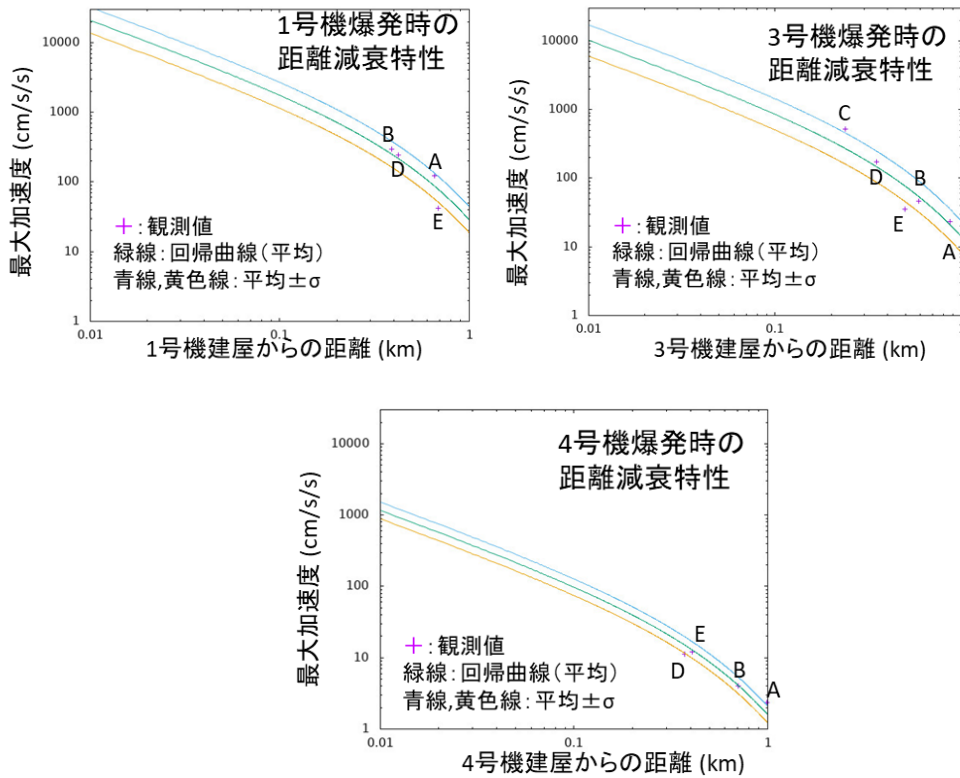 1号機爆発時の
距離減衰特性
最大加速度 (cm/s/s)
10000
1000
100
10
1
B
A
D
E
+:観測値
緑線:回帰曲線(平均)
青線,黄色線:平均±σ
0.01
0.1
1
1号機建屋からの距離 (km)
3号機爆発時の
距離減衰特性
最大加速度 (cm/s/s)
10000
1000
100
10
1
C
D
B
E
A
+:観測値
緑線:回帰曲線(平均)
青線,黄色線:平均±σ
0.01
0.1
3号機建屋からの距離 (km)
4号機爆発時の
距離減衰特性
最大加速度 (cm/s/s)
10000
1000
100
10
1
E
D
B
A
+:観測値
緑線:回帰曲線(平均)
青線,黄色線:平均±σ
0.01
0.1
1
4号機建屋からの距離 (km)